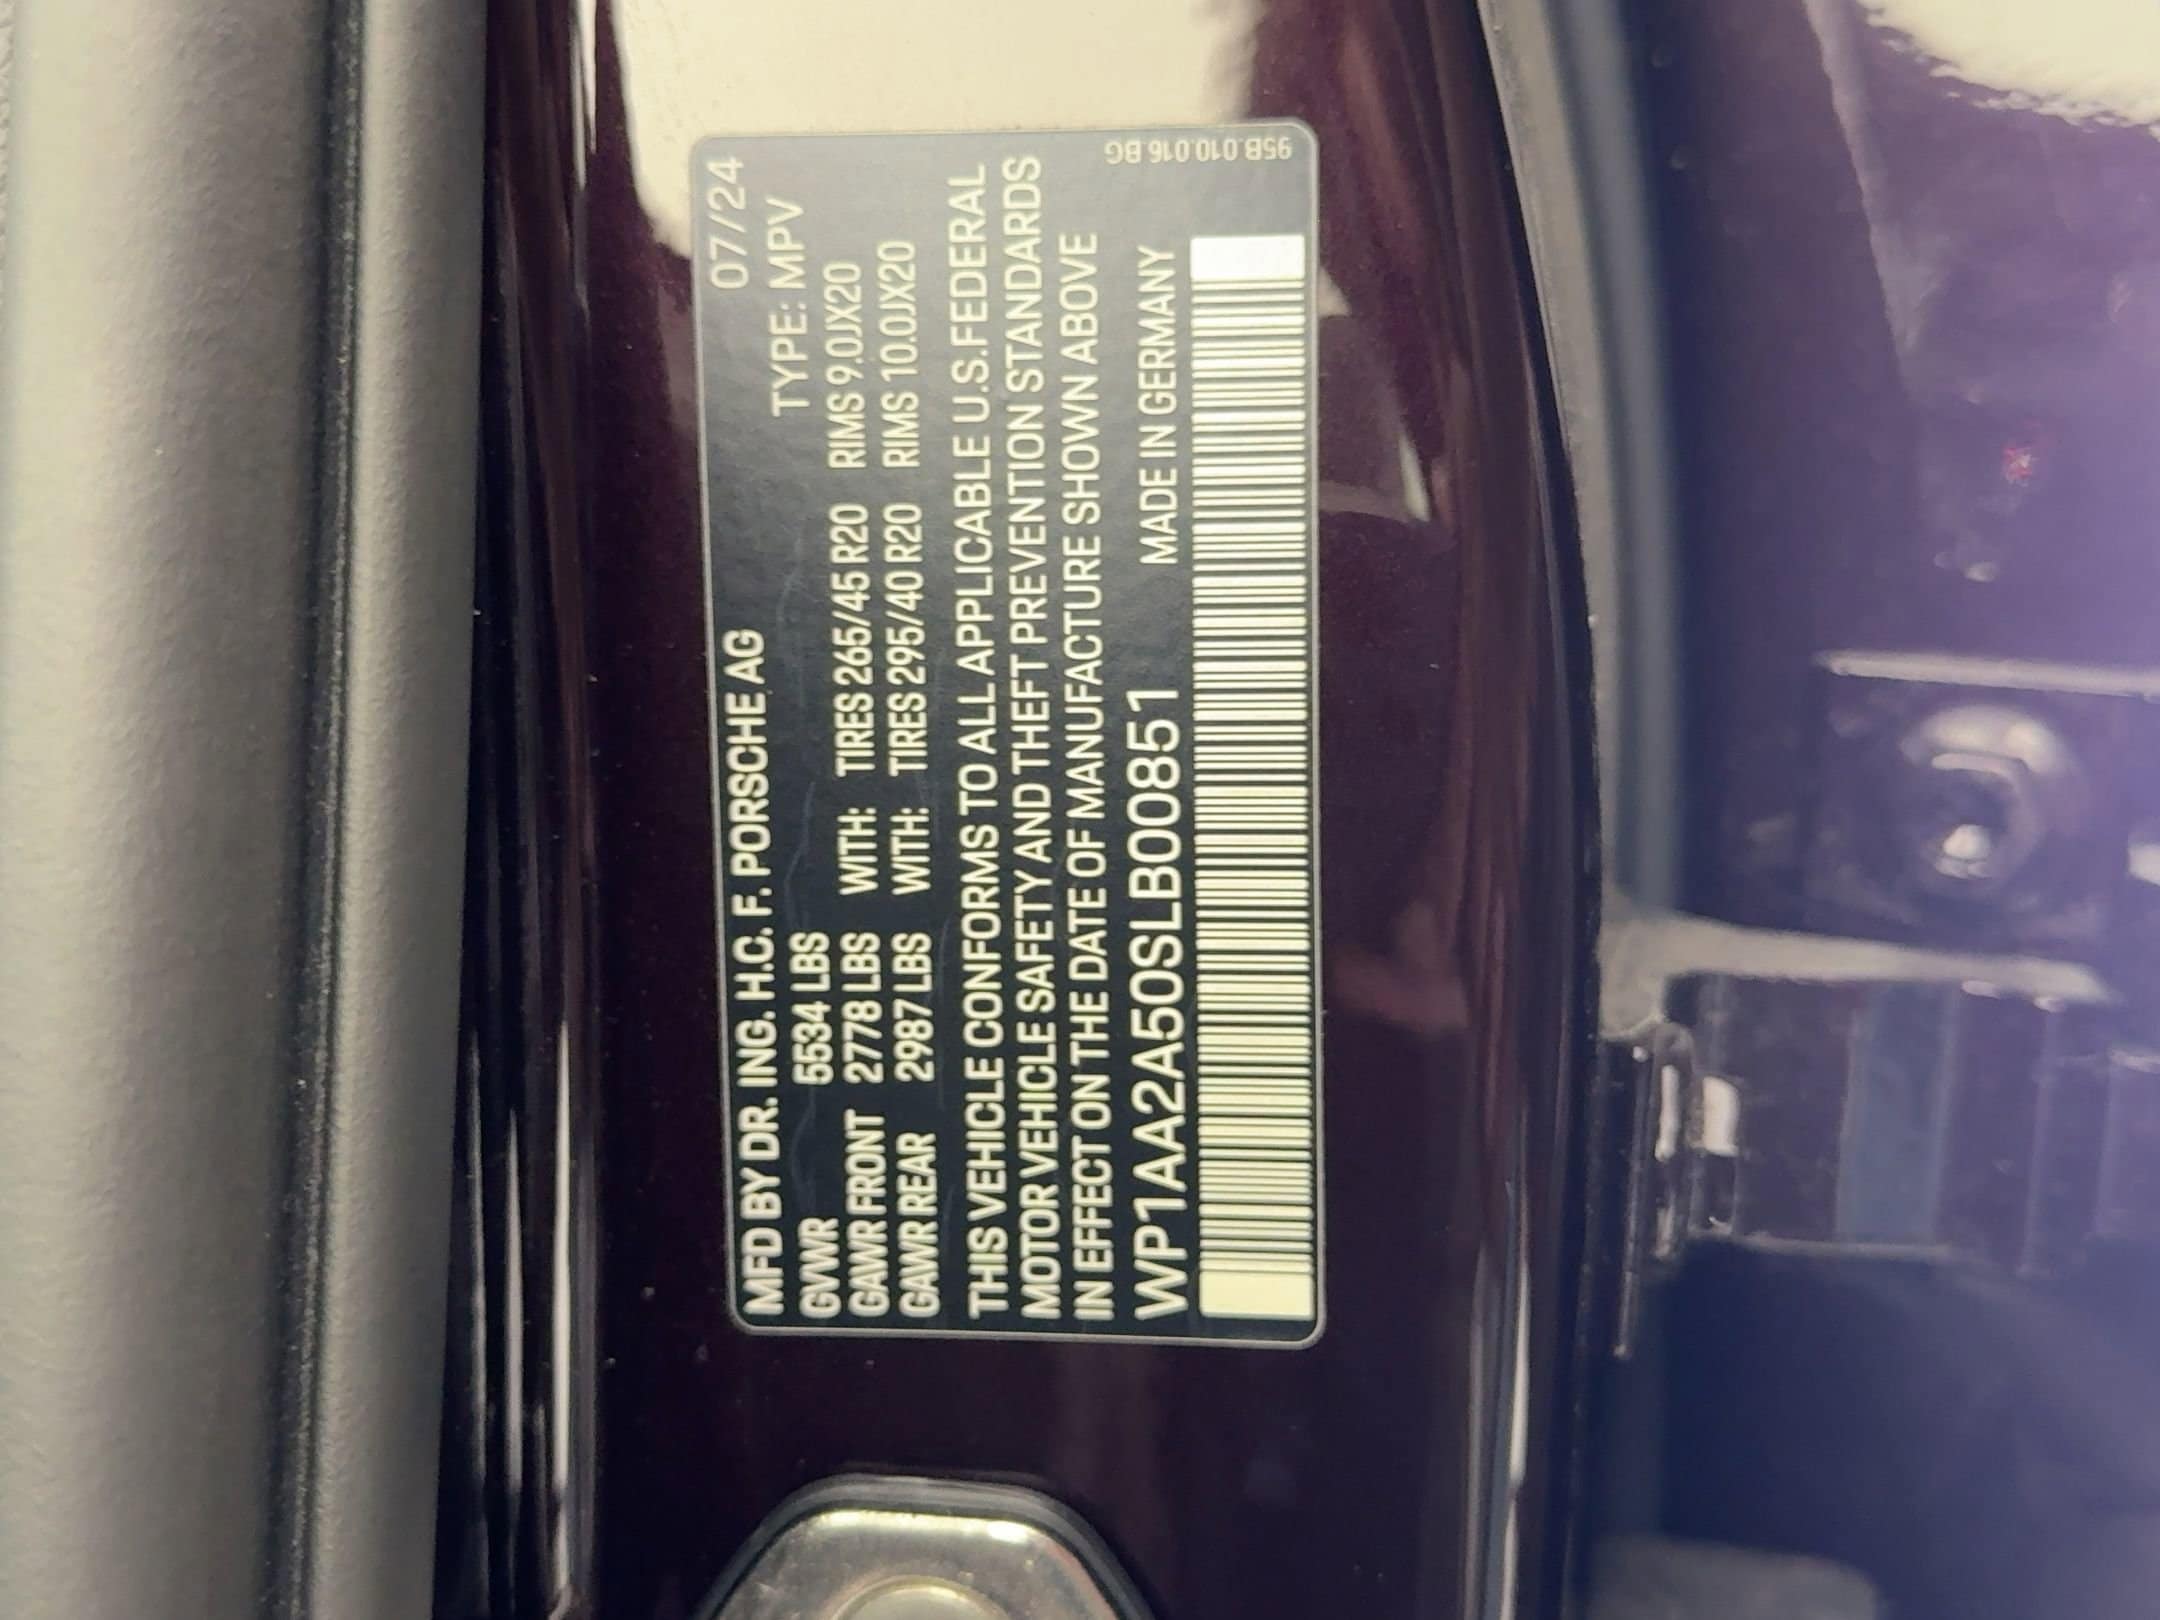 07/24
MFD BY DR. ING. H.C. F. PORSCHE AG
TYPE: MPV
GVWR 5534 LBS
GAWR FRONT 2778 LBS WITH: TIRES 265/45 R20 RIMS 9.0JX20
GAWR REAR 2987 LBS WITH: TIRES 295/40 R20 RIMS 10.0JX20
THIS VEHICLE CONFORMS TO ALL APPLICABLE U.S. FEDERAL
MOTOR VEHICLE SAFETY AND THEFT PREVENTION STANDARDS
IN EFFECT ON THE DATE OF MANUFACTURE SHOWN ABOVE
WP1AA2A50SLB00851 MADE IN GERMANY
95B.010.016.BG